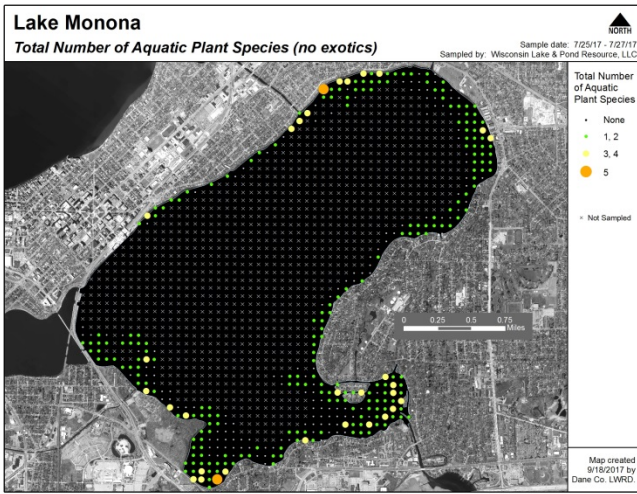 Lake Monona
Total Number of Aquatic Plant Species (no exotics)
NORTH
Sample date: 7/25/17 - 7/27/17
Sampled by: Wisconsin Lake & Pond Resource, LLC
Total Number
of Aquatic
Plant Species
None
1, 2
3, 4
5
× Not Sampled
0 0.25 0.5 0.75
Miles
Map created
9/18/2017 by
Dane Co. LWRD.